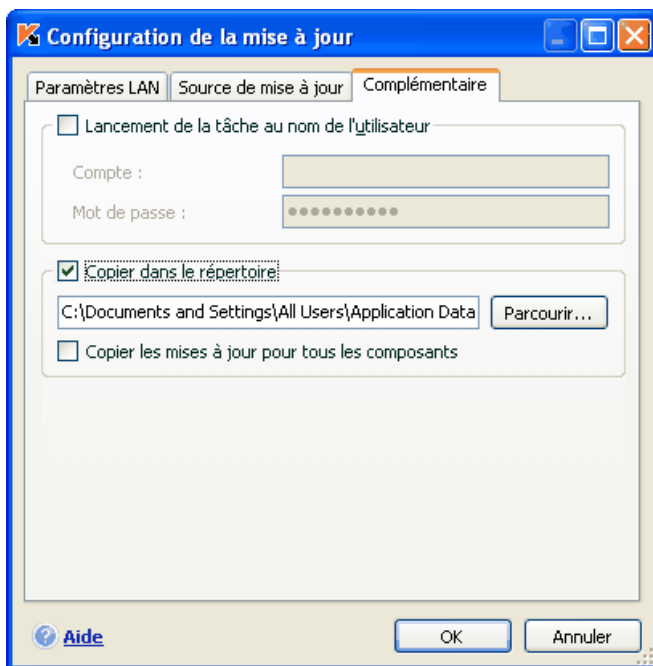 Configuration de la mise à jour
Paramètres LAN
Source de mise à jour
Complémentaire
Lancement de la tâche au nom de l'utilisateur
Compte :
Mot de passe :
Copier dans le répertoire
C:\Documents and Settings\All Users\Application Data
Parcourir...
Copier les mises à jour pour tous les composants
Aide
OK
Annuler